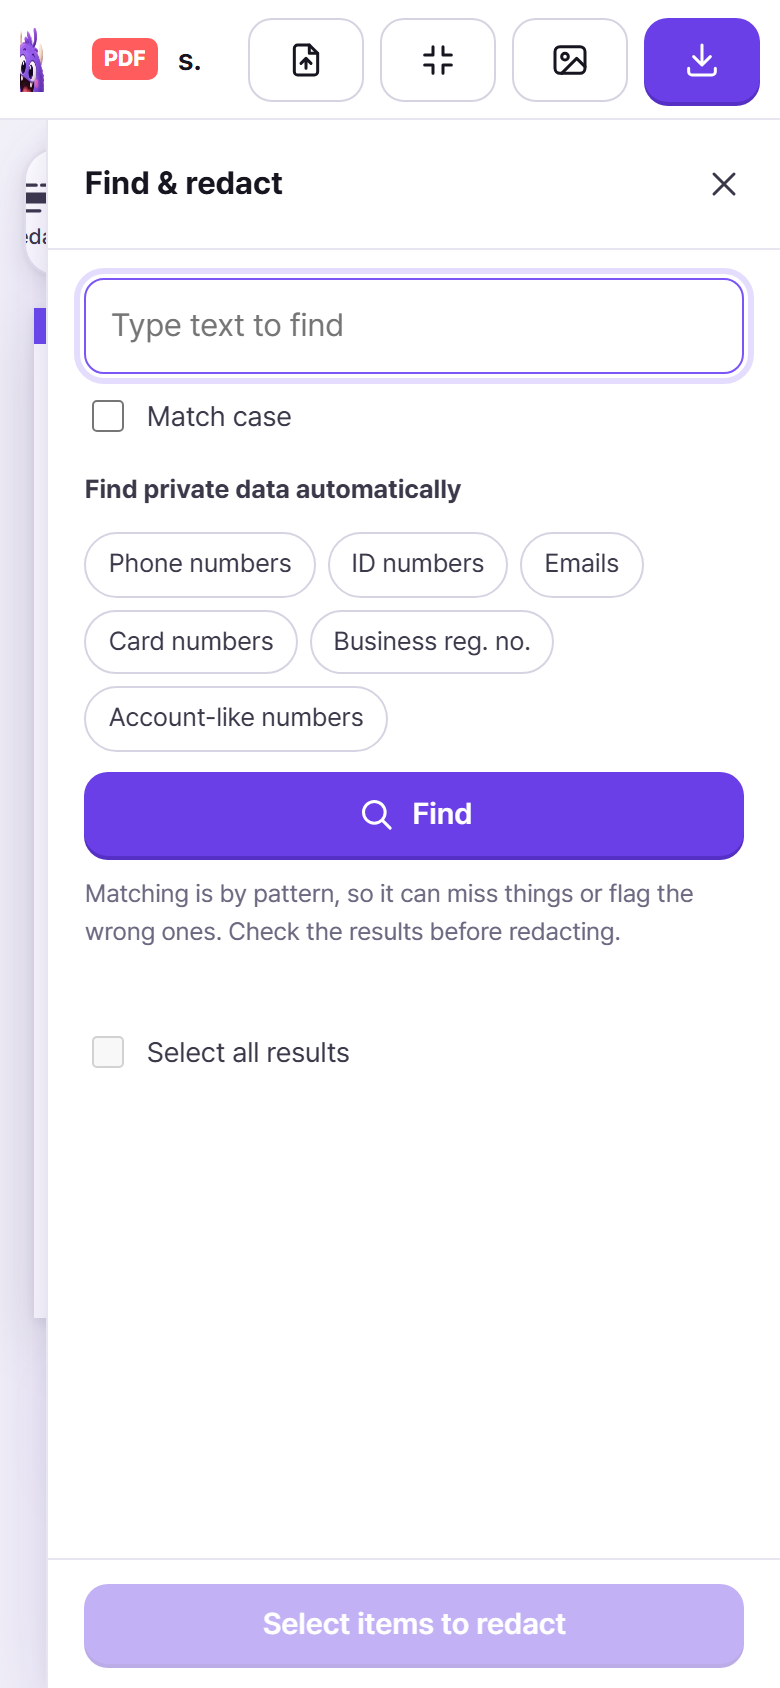 PDF
s.
Find & redact
Type text to find
Match case
Find private data automatically
Phone numbers
ID numbers
Emails
Card numbers
Business reg. no.
Account-like numbers
Find
Matching is by pattern, so it can miss things or flag the
wrong ones. Check the results before redacting.
Select all results
Select items to redact